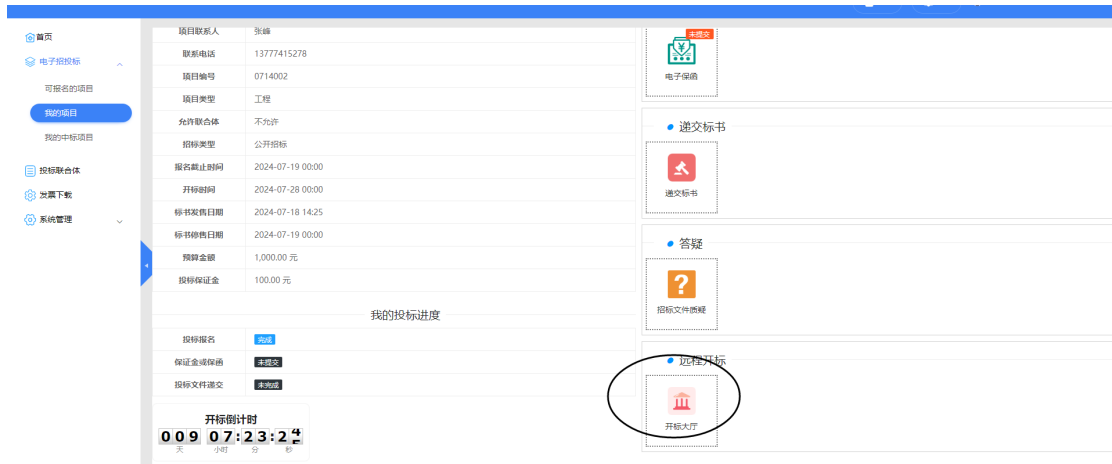 首页
电子招投标
可报名的项目
我的项目
我的中标项目
投标联合体
发票下载
系统管理
项目联系人 张峰
联系电话 13777415278
项目编号 0714002
项目类型 工程
允许联合体 不允许
招标类型 公开招标
报名截止时间 2024-07-19 00:00
开标时间 2024-07-28 00:00
标书发售日期 2024-07-18 14:25
标书停售日期 2024-07-19 00:00
预算金额 1,000.00 元
投标保证金 100.00 元
我的投标进度
投标报名 完成
保证金或保函 未提交
投标文件递交 未完成
开标倒计时
009 07:23:2
天 小时 分 秒
未提交
电子保函
递交标书
递交标书
答疑
?
招标文件质疑
远程开标
开标大厅